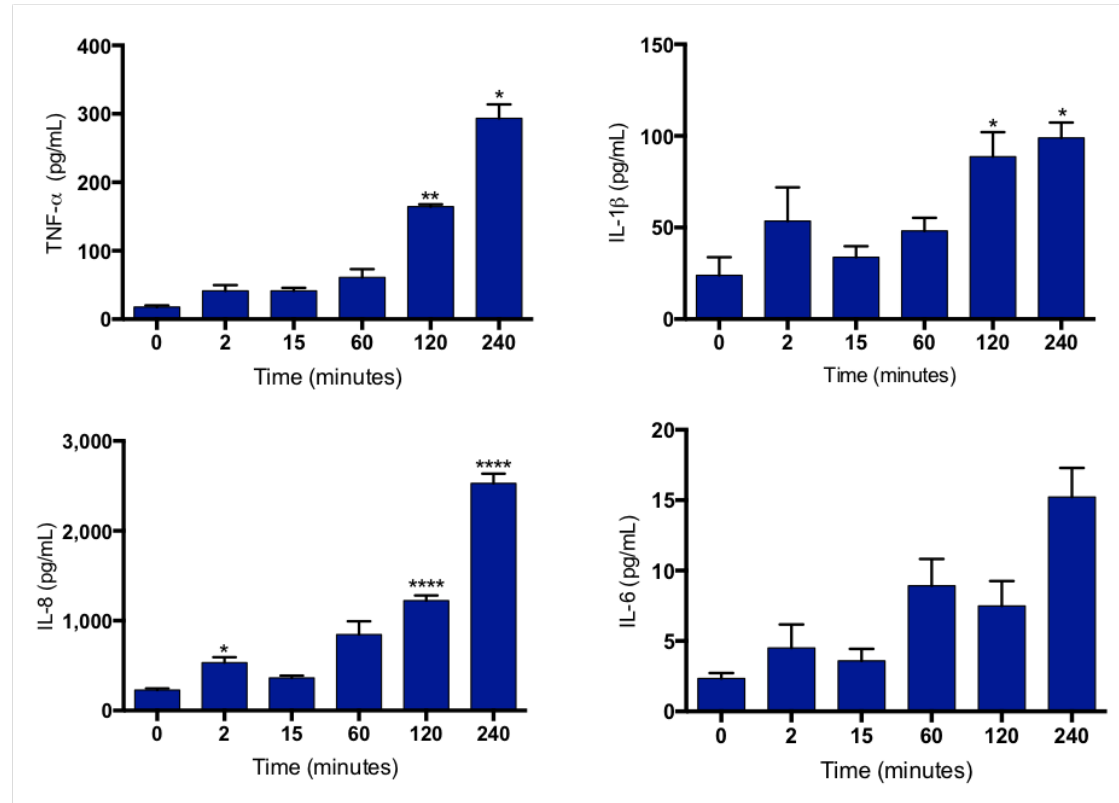 TNF-α (pg/mL)
400
300
200
100
0
*
**
0 2 15 60 120 240
Time (minutes)
IL-1β (pg/mL)
150
100
50
0
* *
0 2 15 60 120 240
Time (minutes)
IL-8 (pg/mL)
3,000
2,000
1,000
0
****
****
*
0 2 15 60 120 240
Time (minutes)
IL-6 (pg/mL)
20
15
10
5
0
0 2 15 60 120 240
Time (minutes)